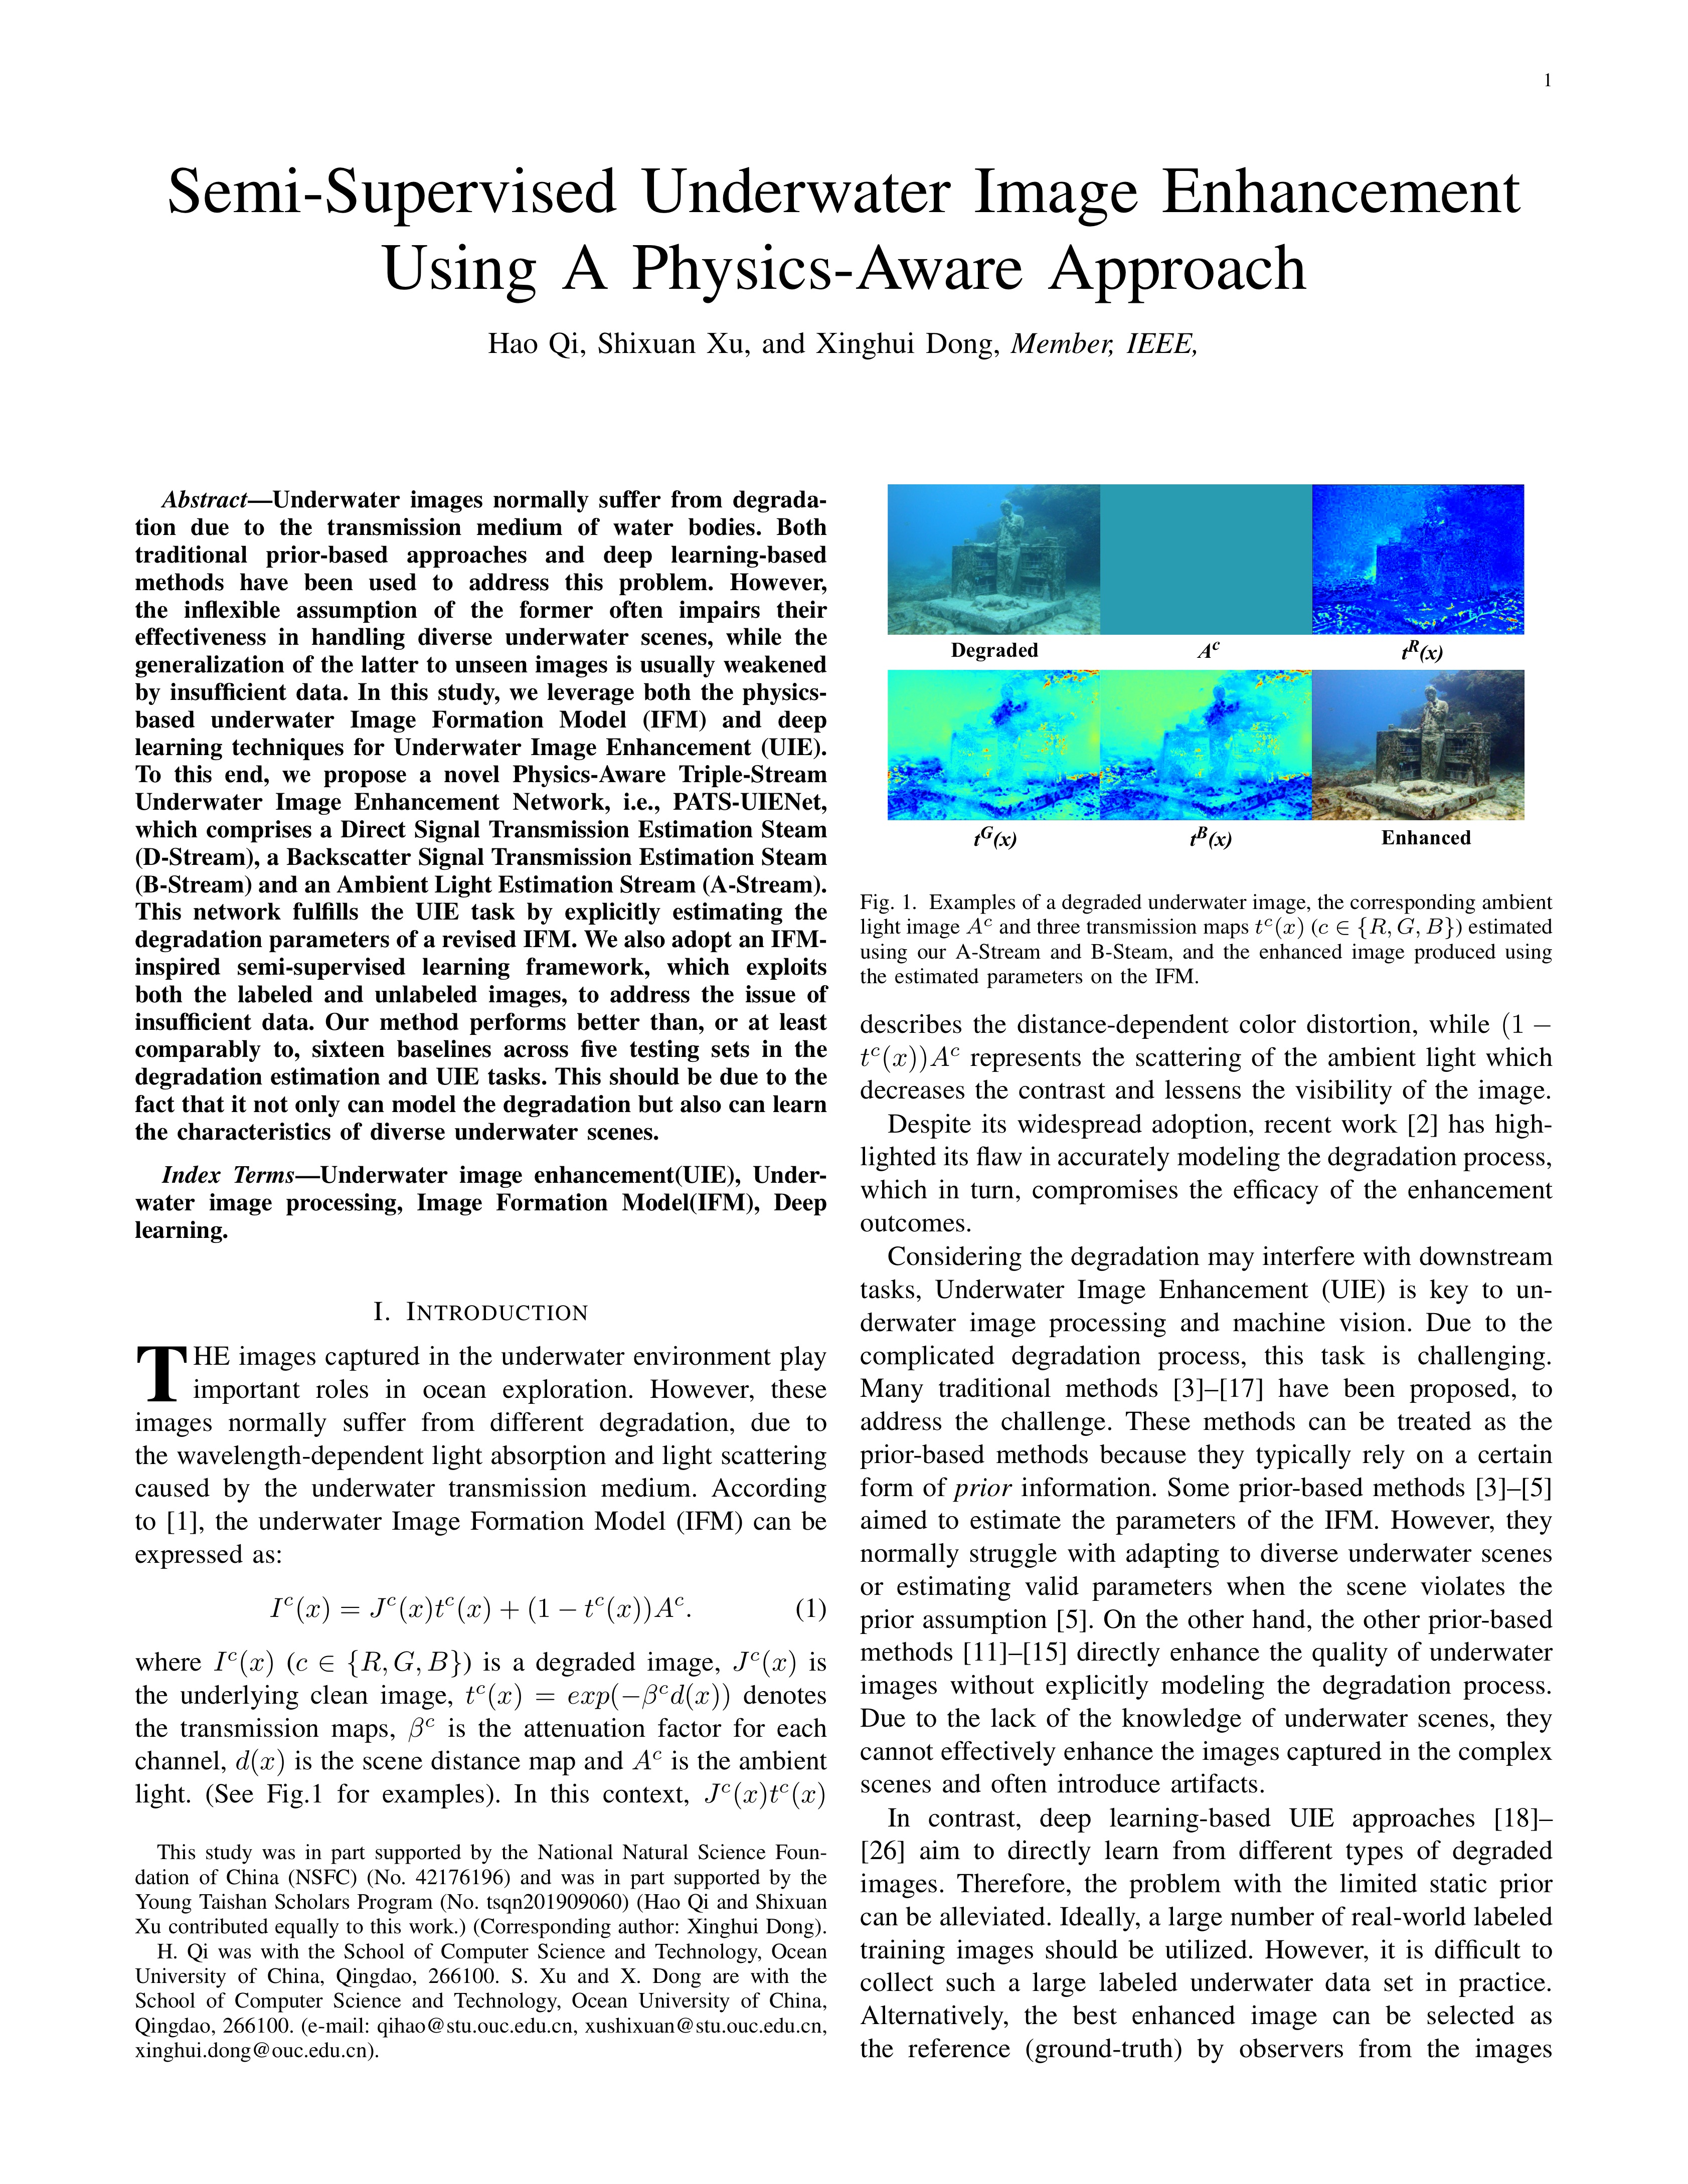 1
Semi-Supervised Underwater Image Enhancement
Using A Physics-Aware Approach
Hao Qi, Shixuan Xu, and Xinghui Dong, Member, IEEE,
Abstract—Underwater images normally suffer from degrada-
tion due to the transmission medium of water bodies. Both
traditional prior-based approaches and deep learning-based
methods have been used to address this problem. However,
the inflexible assumption of the former often impairs their
effectiveness in handling diverse underwater scenes, while the
generalization of the latter to unseen images is usually weakened
by insufficient data. In this study, we leverage both the physics-
based underwater Image Formation Model (IFM) and deep
learning techniques for Underwater Image Enhancement (UIE).
To this end, we propose a novel Physics-Aware Triple-Stream
Underwater Image Enhancement Network, i.e., PATS-UIENet,
which comprises a Direct Signal Transmission Estimation Steam
(D-Stream), a Backscatter Signal Transmission Estimation Steam
(B-Stream) and an Ambient Light Estimation Stream (A-Stream).
This network fulfills the UIE task by explicitly estimating the
degradation parameters of a revised IFM. We also adopt an IFM-
inspired semi-supervised learning framework, which exploits
both the labeled and unlabeled images, to address the issue of
insufficient data. Our method performs better than, or at least
comparably to, sixteen baselines across five testing sets in the
degradation estimation and UIE tasks. This should be due to the
fact that it not only can model the degradation but also can learn
the characteristics of diverse underwater scenes.
Index Terms—Underwater image enhancement(UIE), Under-
water image processing, Image Formation Model(IFM), Deep
learning.
I. INTRODUCTION
THE images captured in the underwater environment play
important roles in ocean exploration. However, these
images normally suffer from different degradation, due to
the wavelength-dependent light absorption and light scattering
caused by the underwater transmission medium. According
to [1], the underwater Image Formation Model (IFM) can be
expressed as:
I^c(x) = J^c(x)t^c(x) + (1 − t^c(x))A^c. (1)
where I^c(x) (c ∈ {R, G, B}) is a degraded image, J^c(x) is
the underlying clean image, t^c(x) = exp(−β^c d(x)) denotes
the transmission maps, β^c is the attenuation factor for each
channel, d(x) is the scene distance map and A^c is the ambient
light. (See Fig.1 for examples). In this context, J^c(x)t^c(x)
This study was in part supported by the National Natural Science Foun-
dation of China (NSFC) (No. 42176196) and was in part supported by the
Young Taishan Scholars Program (No. tsqn201909060) (Hao Qi and Shixuan
Xu contributed equally to this work.) (Corresponding author: Xinghui Dong).
H. Qi was with the School of Computer Science and Technology, Ocean
University of China, Qingdao, 266100. S. Xu and X. Dong are with the
School of Computer Science and Technology, Ocean University of China,
Qingdao, 266100. (e-mail: qihao@stu.ouc.edu.cn, xushixuan@stu.ouc.edu.cn,
xinghui.dong@ouc.edu.cn).
Degraded A^c t^R(x)
t^G(x) t^B(x) Enhanced
Fig. 1. Examples of a degraded underwater image, the corresponding ambient
light image A^c and three transmission maps t^c(x) (c ∈ {R, G, B}) estimated
using our A-Stream and B-Steam, and the enhanced image produced using
the estimated parameters on the IFM.
describes the distance-dependent color distortion, while (1 −
t^c(x))A^c represents the scattering of the ambient light which
decreases the contrast and lessens the visibility of the image.
Despite its widespread adoption, recent work [2] has high-
lighted its flaw in accurately modeling the degradation process,
which in turn, compromises the efficacy of the enhancement
outcomes.
Considering the degradation may interfere with downstream
tasks, Underwater Image Enhancement (UIE) is key to un-
derwater image processing and machine vision. Due to the
complicated degradation process, this task is challenging.
Many traditional methods [3]–[17] have been proposed, to
address the challenge. These methods can be treated as the
prior-based methods because they typically rely on a certain
form of prior information. Some prior-based methods [3]–[5]
aimed to estimate the parameters of the IFM. However, they
normally struggle with adapting to diverse underwater scenes
or estimating valid parameters when the scene violates the
prior assumption [5]. On the other hand, the other prior-based
methods [11]–[15] directly enhance the quality of underwater
images without explicitly modeling the degradation process.
Due to the lack of the knowledge of underwater scenes, they
cannot effectively enhance the images captured in the complex
scenes and often introduce artifacts.
In contrast, deep learning-based UIE approaches [18]–
[26] aim to directly learn from different types of degraded
images. Therefore, the problem with the limited static prior
can be alleviated. Ideally, a large number of real-world labeled
training images should be utilized. However, it is difficult to
collect such a large labeled underwater data set in practice.
Alternatively, the best enhanced image can be selected as
the reference (ground-truth) by observers from the images